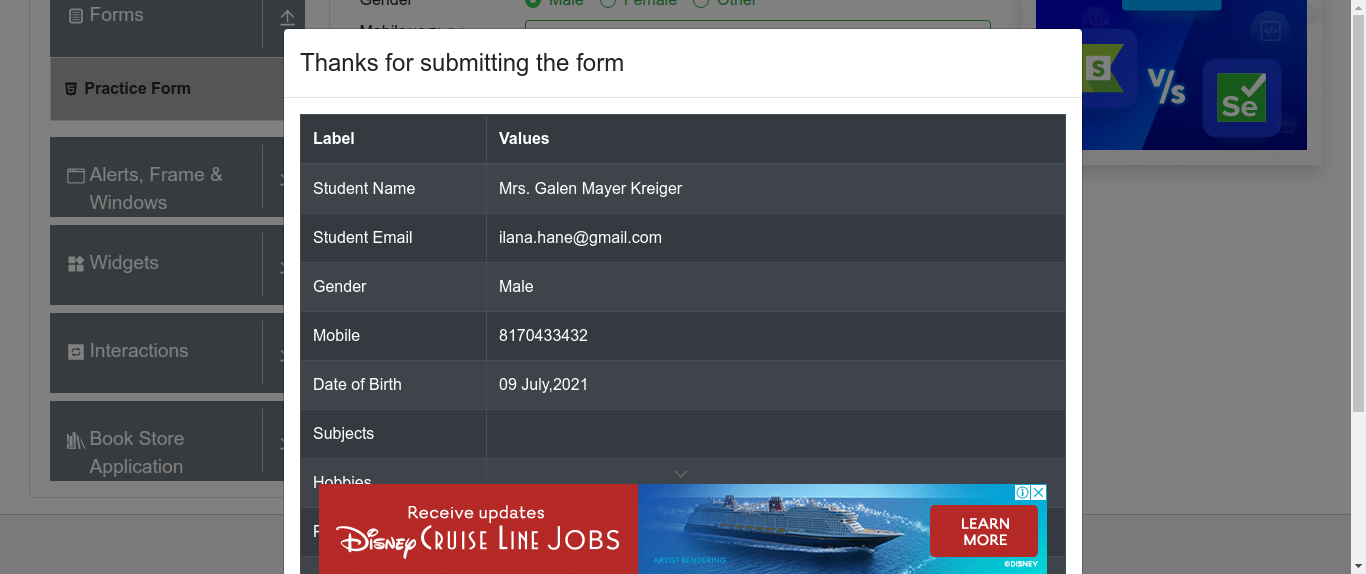 Forms
Practice Form
Alerts, Frame &
Windows
Widgets
Interactions
Book Store
Application
Gender
Male
Female
Other
Thanks for submitting the form
Label Values
Student Name Mrs. Galen Mayer Kreiger
Student Email ilana.hane@gmail.com
Gender Male
Mobile 8170433432
Date of Birth 09 July,2021
Subjects
Hobbies
Receive updates
Disney CRUISE LINE JOBS
ARTIST RENDERING
LEARN
MORE
©DISNEY
S
V/s
Se